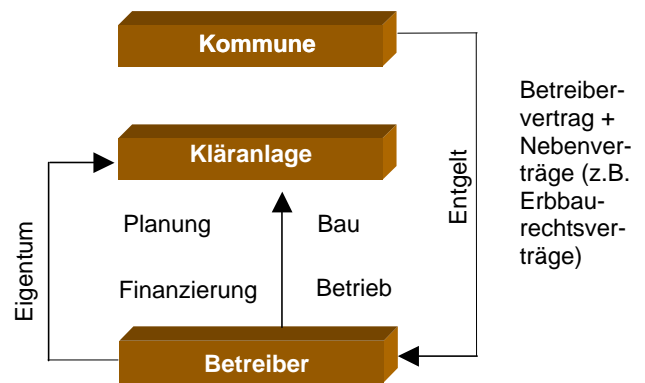 Kommune
Kläranlage
Planung
Bau
Finanzierung
Betrieb
Betreiber
Eigentum
Entgelt
Betreiber-
vertrag +
Nebenver-
träge (z.B.
Erbbau-
rechtsver-
träge)